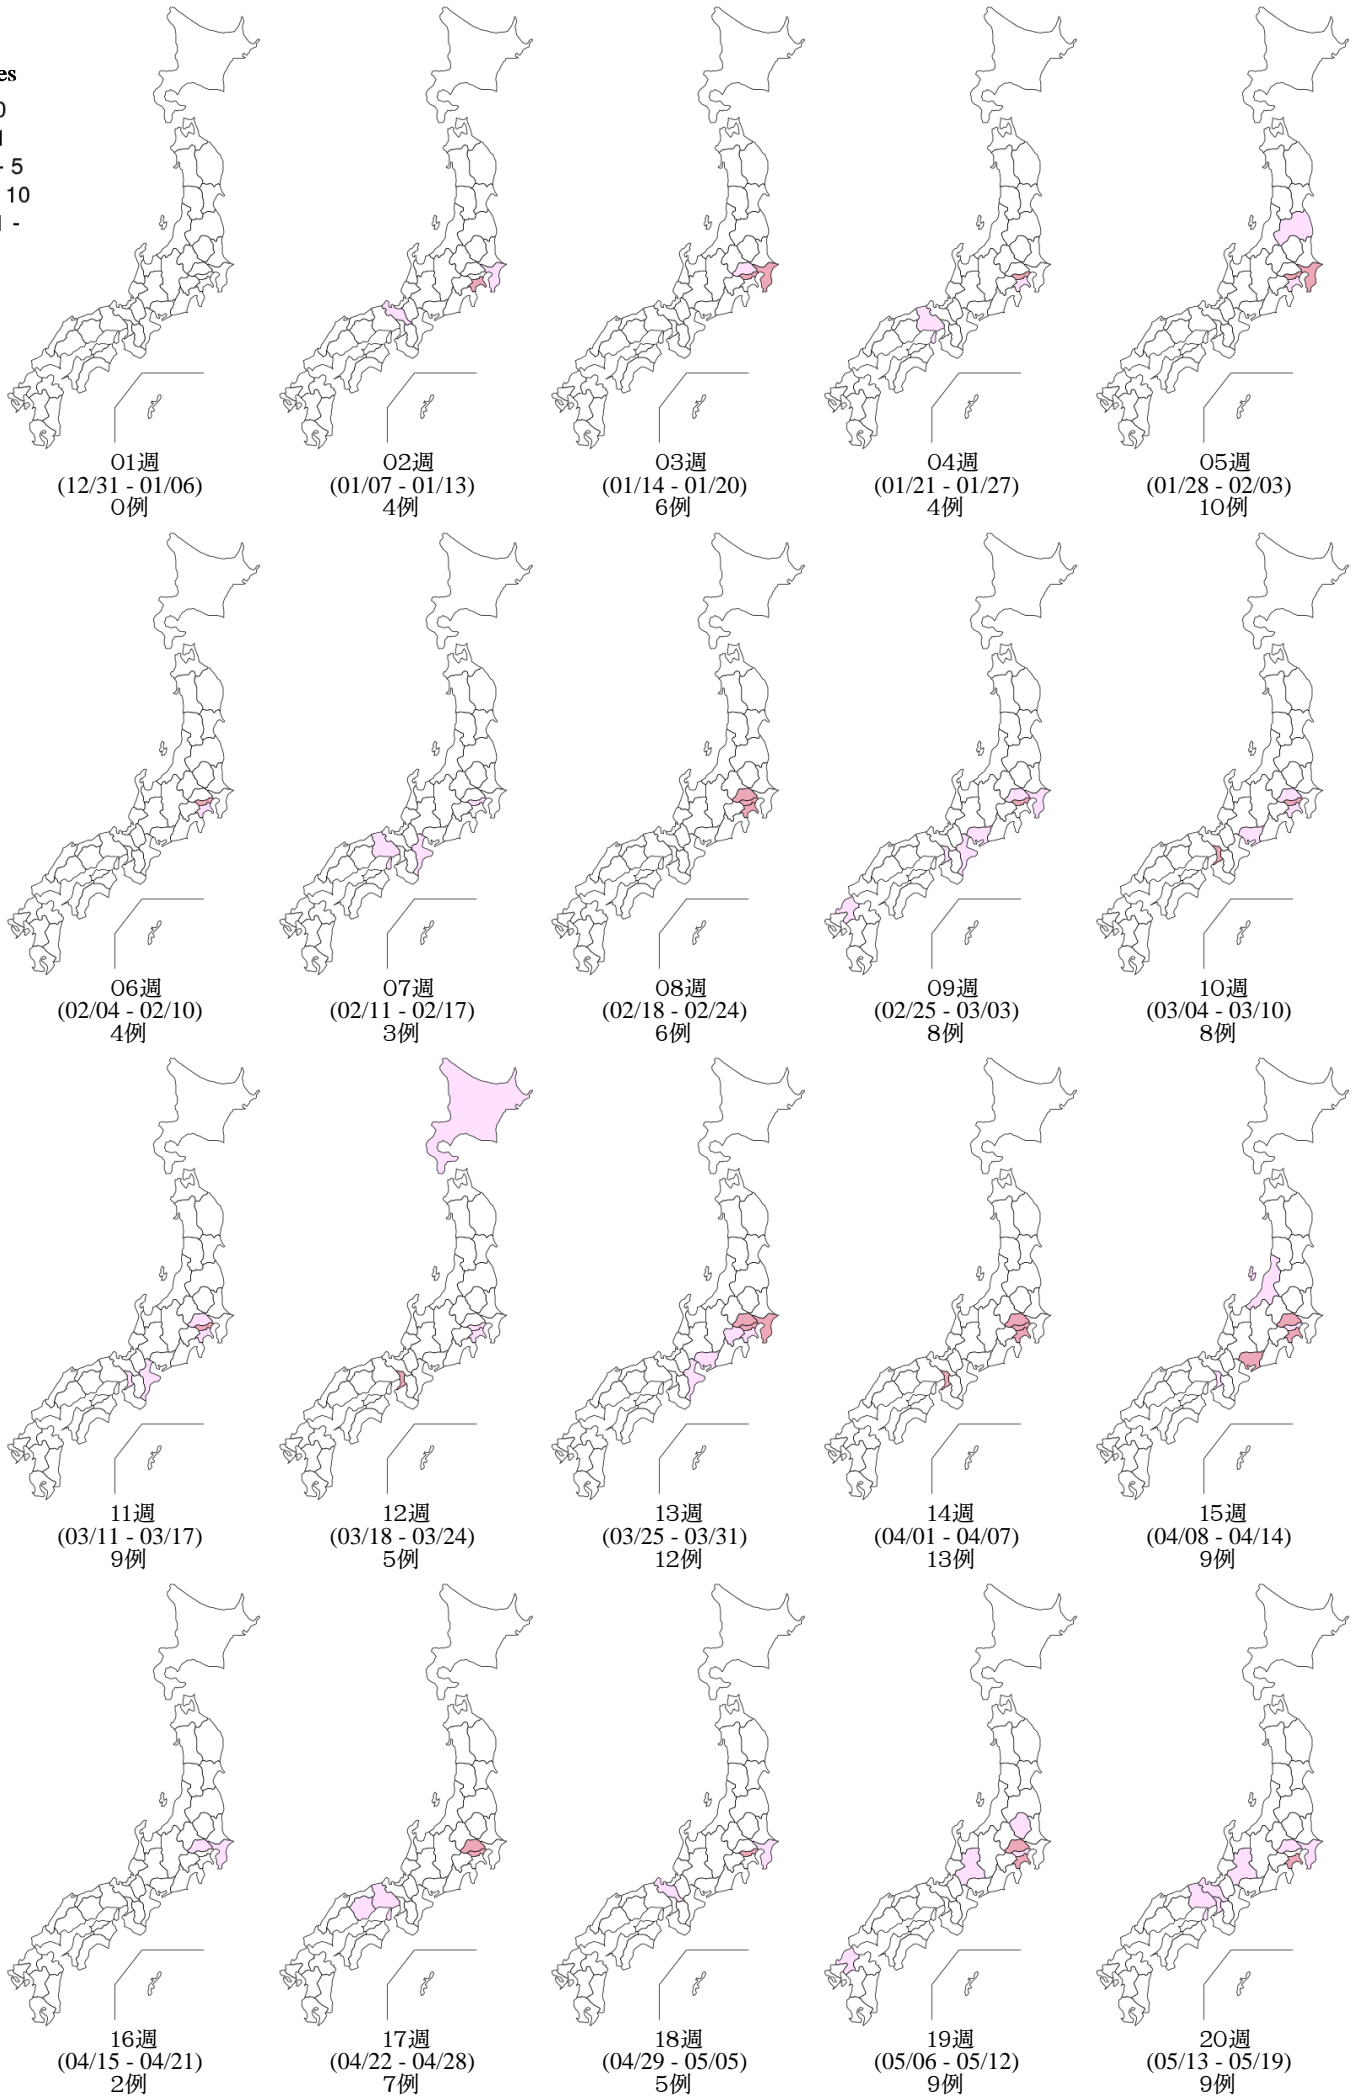 es
0
1
- 5
10
1 -
01週
(12/31 - 01/06)
0例
02週
(01/07 - 01/13)
4例
03週
(01/14 - 01/20)
6例
04週
(01/21 - 01/27)
4例
05週
(01/28 - 02/03)
10例
06週
(02/04 - 02/10)
4例
07週
(02/11 - 02/17)
3例
08週
(02/18 - 02/24)
6例
09週
(02/25 - 03/03)
8例
10週
(03/04 - 03/10)
8例
11週
(03/11 - 03/17)
9例
12週
(03/18 - 03/24)
5例
13週
(03/25 - 03/31)
12例
14週
(04/01 - 04/07)
13例
15週
(04/08 - 04/14)
9例
16週
(04/15 - 04/21)
2例
17週
(04/22 - 04/28)
7例
18週
(04/29 - 05/05)
5例
19週
(05/06 - 05/12)
9例
20週
(05/13 - 05/19)
9例